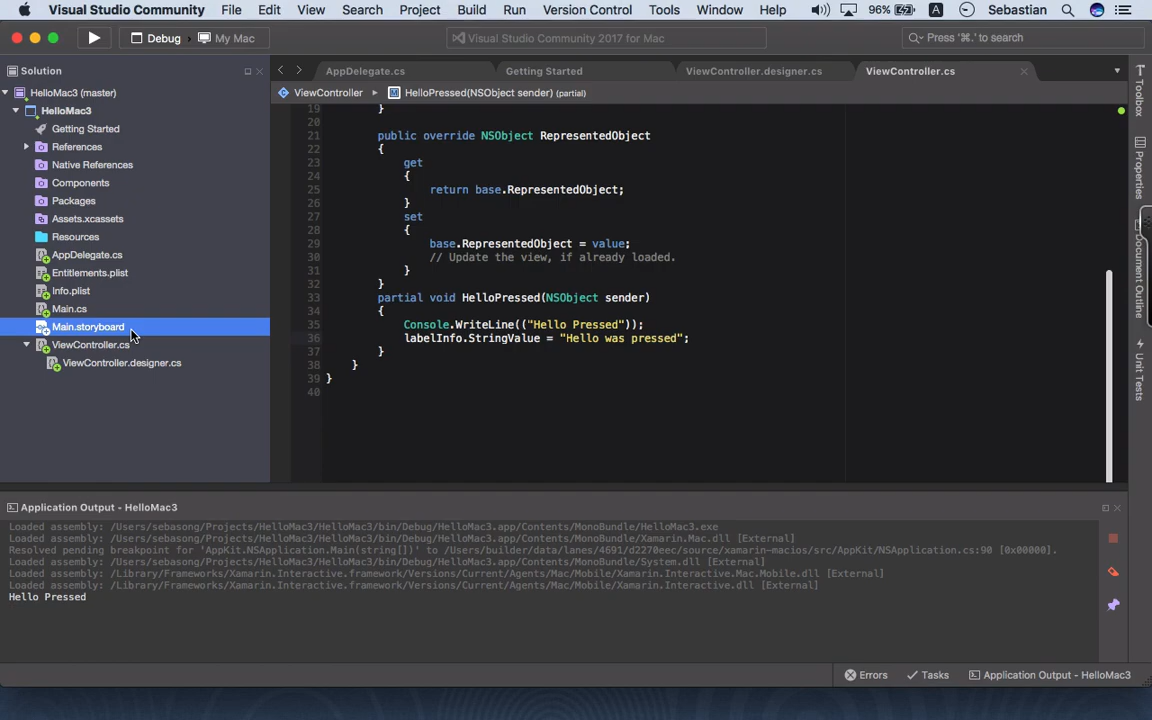 Visual Studio Community File Edit View Search Project Build Run Version Control Tools Window Help 96% A Sebastian
Debug My Mac Visual Studio Community 2017 for Mac Press '⌘.' to search
Solution
HelloMac3 (master)
HelloMac3
Getting Started
References
Native References
Components
Packages
Assets.xcassets
Resources
AppDelegate.cs
Entitlements.plist
Info.plist
Main.cs
Main.storyboard
ViewController.cs
ViewController.designer.cs
AppDelegate.cs Getting Started ViewController.designer.cs ViewController.cs
ViewController HelloPressed(NSObject sender) (partial)
19 }
20
21 public override NSObject RepresentedObject
22 {
23 get
24 {
25 return base.RepresentedObject;
26 }
27 set
28 {
29 base.RepresentedObject = value;
30 // Update the view, if already loaded.
31 }
32 }
33 partial void HelloPressed(NSObject sender)
34 {
35 Console.WriteLine(("Hello Pressed"));
36 labelInfo.StringValue = "Hello was pressed";
37 }
38 }
39 }
40
Toolbox
Properties
Document Outline
Unit Tests
Application Output - HelloMac3
Loaded assembly: /Users/sebasong/Projects/HelloMac3/HelloMac3/bin/Debug/HelloMac3.app/Contents/MonoBundle/HelloMac3.exe
Loaded assembly: /Users/sebasong/Projects/HelloMac3/HelloMac3/bin/Debug/HelloMac3.app/Contents/MonoBundle/Xamarin.Mac.dll [External]
Resolved pending breakpoint for 'AppKit.NSApplication.Main(string[])' to /Users/builder/data/lanes/4691/d2270eec/source/xamarin-macios/src/AppKit/NSApplication.cs:90 [0x00000].
Loaded assembly: /Users/sebasong/Projects/HelloMac3/HelloMac3/bin/Debug/HelloMac3.app/Contents/MonoBundle/System.dll [External]
Loaded assembly: /Library/Frameworks/Xamarin.Interactive.framework/Versions/Current/Agents/Mac/Mobile/Xamarin.Interactive.Mac.Mobile.dll [External]
Loaded assembly: /Library/Frameworks/Xamarin.Interactive.framework/Versions/Current/Agents/Mac/Mobile/Xamarin.Interactive.dll [External]
Hello Pressed
Errors Tasks Application Output - HelloMac3